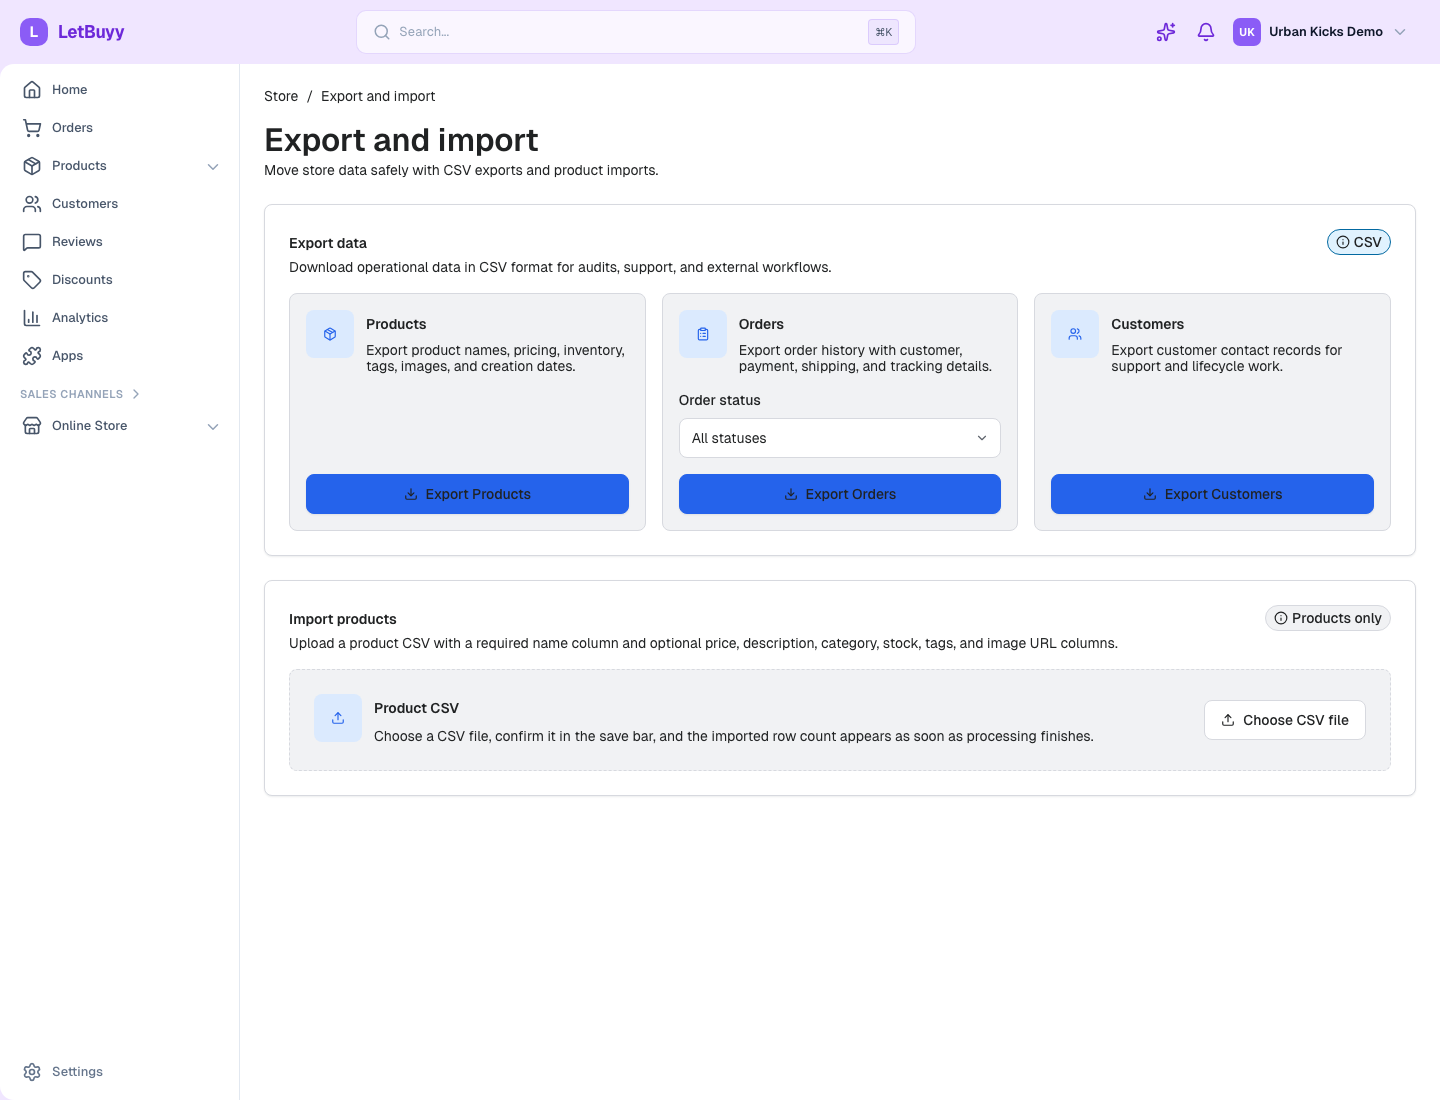 L LetBuyy
Search...
⌘K
UK Urban Kicks Demo
Home
Orders
Products
Customers
Reviews
Discounts
Analytics
Apps
SALES CHANNELS
Online Store
Settings
Store / Export and import
Export and import
Move store data safely with CSV exports and product imports.
Export data
CSV
Download operational data in CSV format for audits, support, and external workflows.
Products
Export product names, pricing, inventory,
tags, images, and creation dates.
Export Products
Orders
Export order history with customer,
payment, shipping, and tracking details.
Order status
All statuses
Export Orders
Customers
Export customer contact records for
support and lifecycle work.
Export Customers
Import products
Products only
Upload a product CSV with a required name column and optional price, description, category, stock, tags, and image URL columns.
Product CSV
Choose a CSV file, confirm it in the save bar, and the imported row count appears as soon as processing finishes.
Choose CSV file